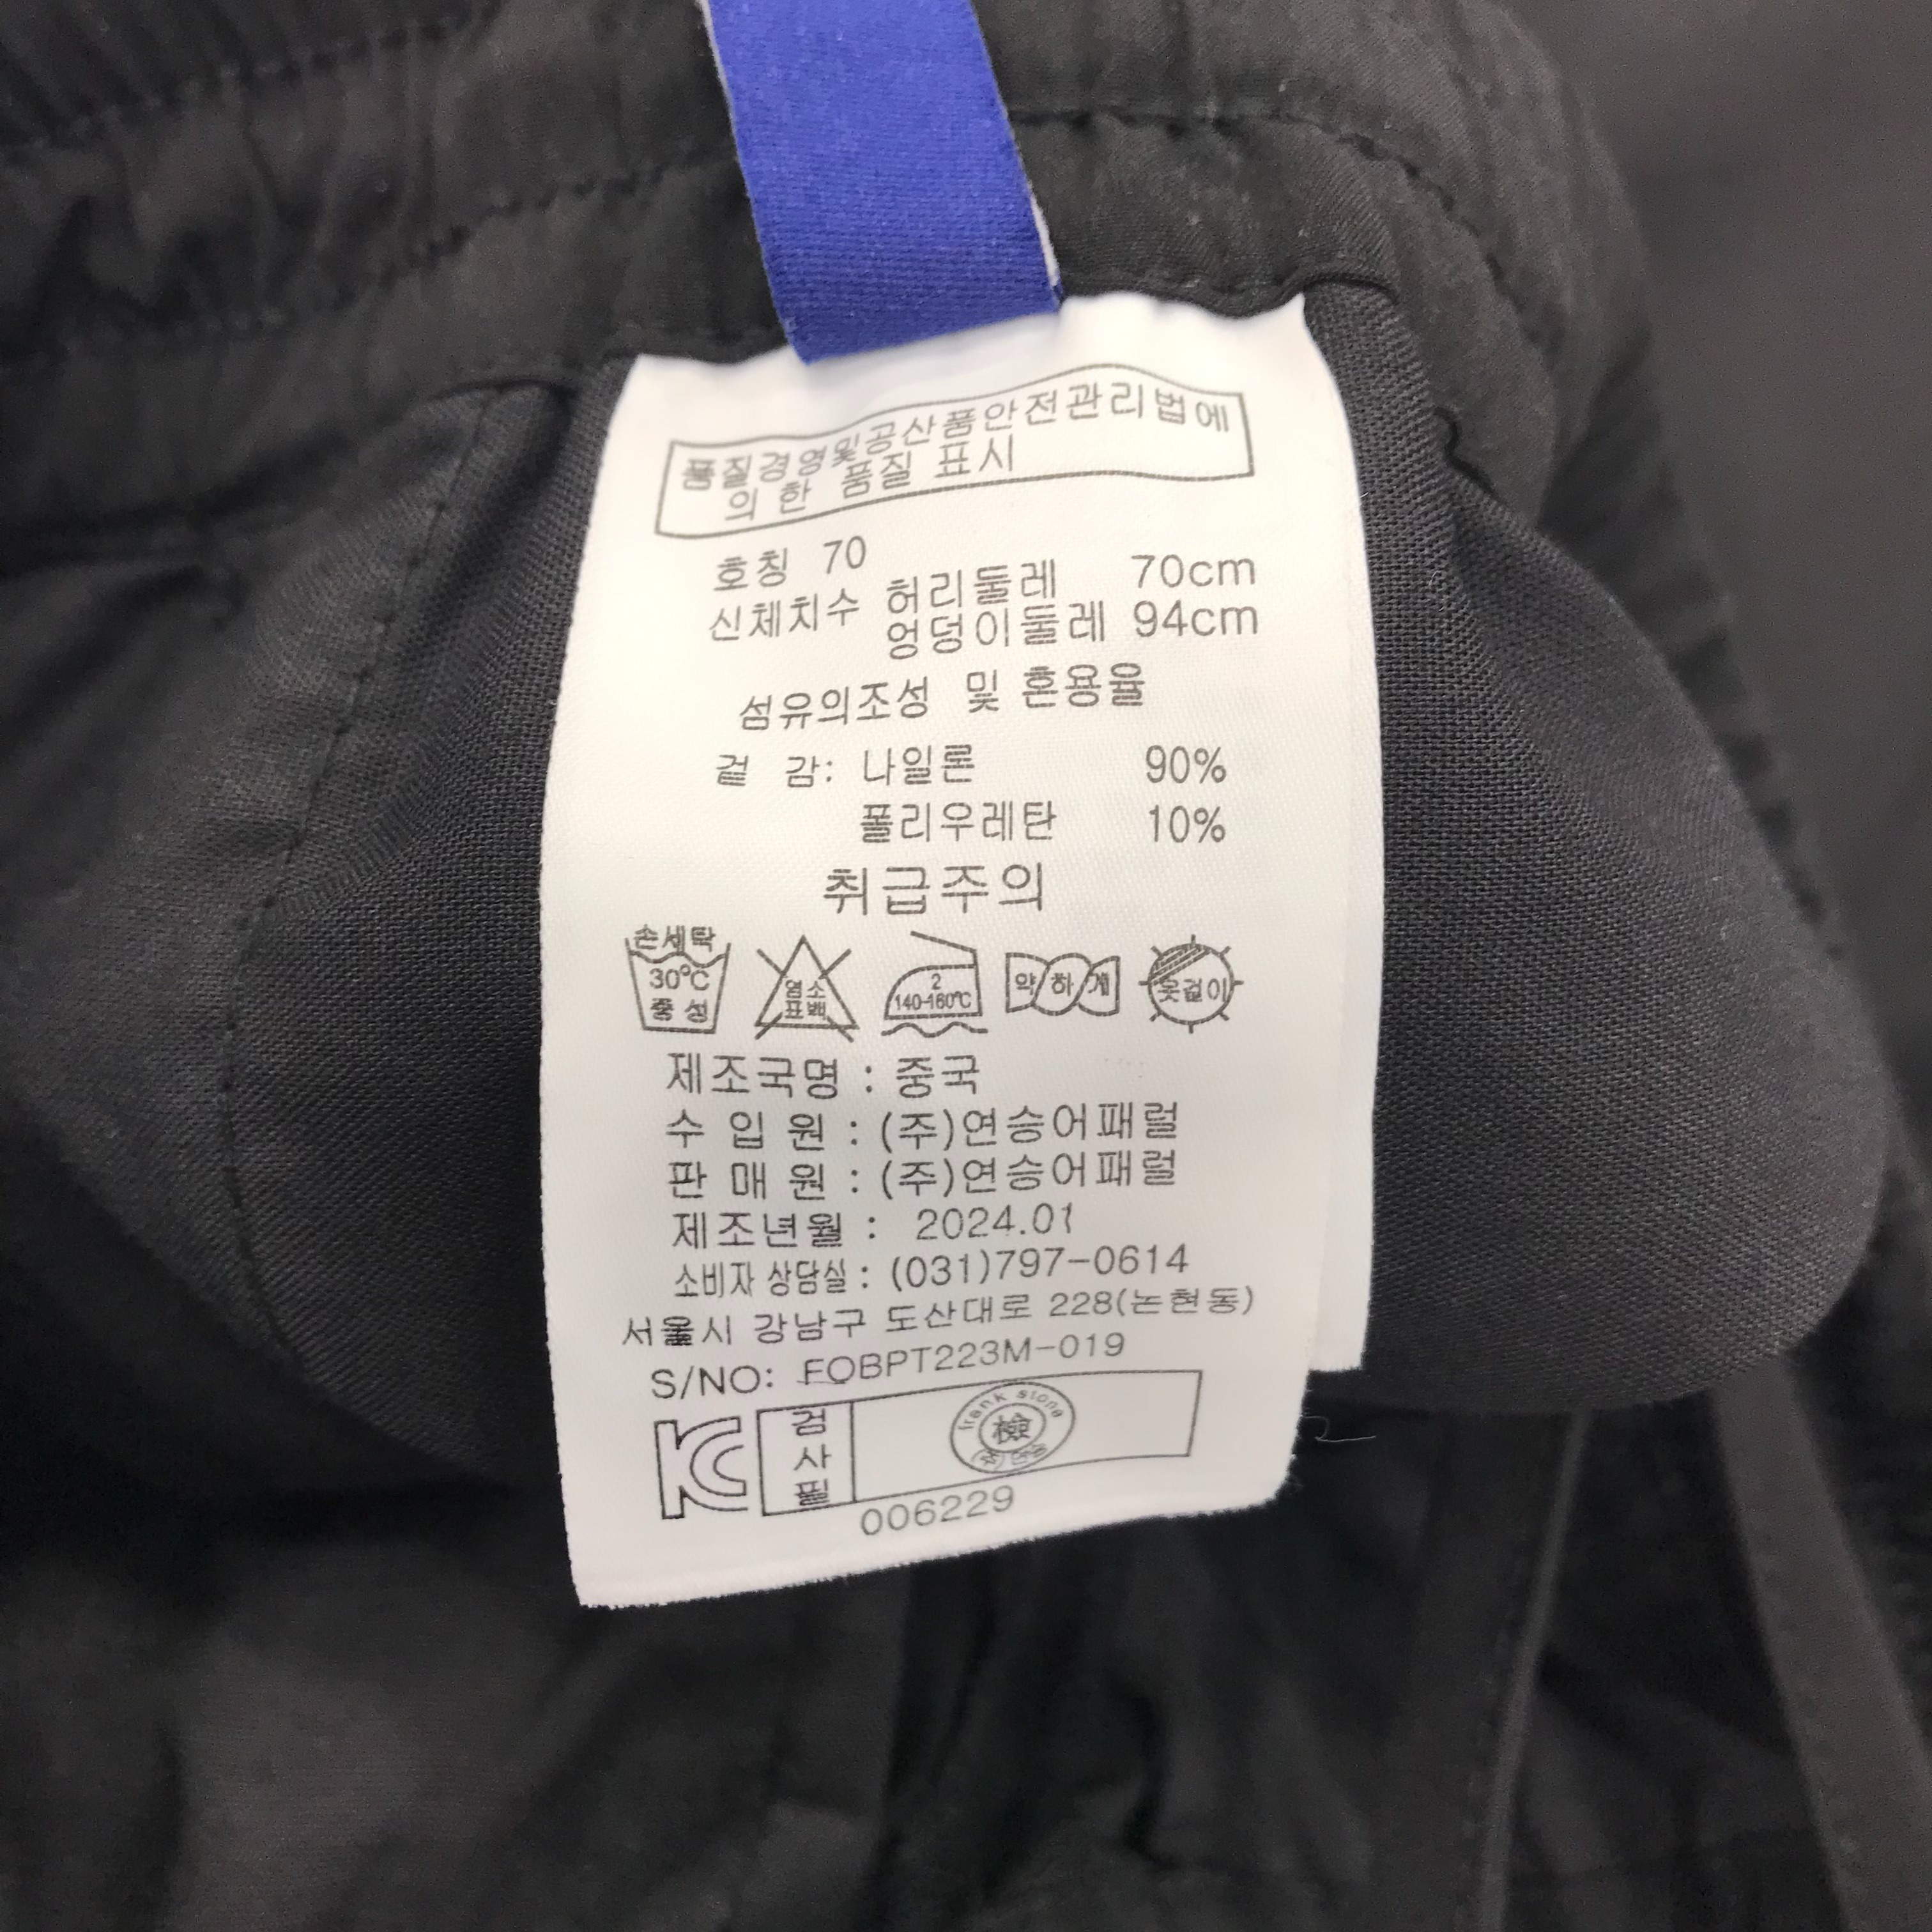 품질경영및공산품안전관리법에
의 한 품질 표시
호칭 70
신체치수 허리둘레 70cm
엉덩이둘레 94cm
섬유의조성 및 혼용율
겉 감: 나일론 90%
폴리우레탄 10%
취급주의
손세탁
30℃
중 성
염소
표백
2
140-160℃
약하게
옷걸이
제조국명 : 중국
수 입 원 : (주)연승어패럴
판 매 원 : (주)연승어패럴
제조년월 : 2024.01
소비자 상담실 : (031)797-0614
서울시 강남구 도산대로 228(논현동)
S/NO: FOBPT223M-019
KC
검
사
필
frank stone
檢
(주)
006229